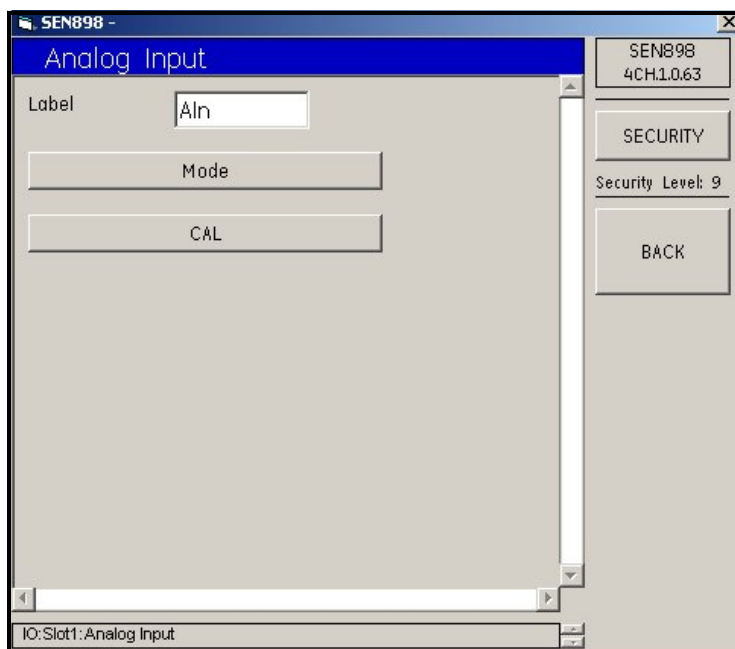 SEN898 -
Analog Input
Label
AIn
Mode
CAL
SEN898
4CH.1.0.63
SECURITY
Security Level: 9
BACK
IO:Slot1:Analog Input